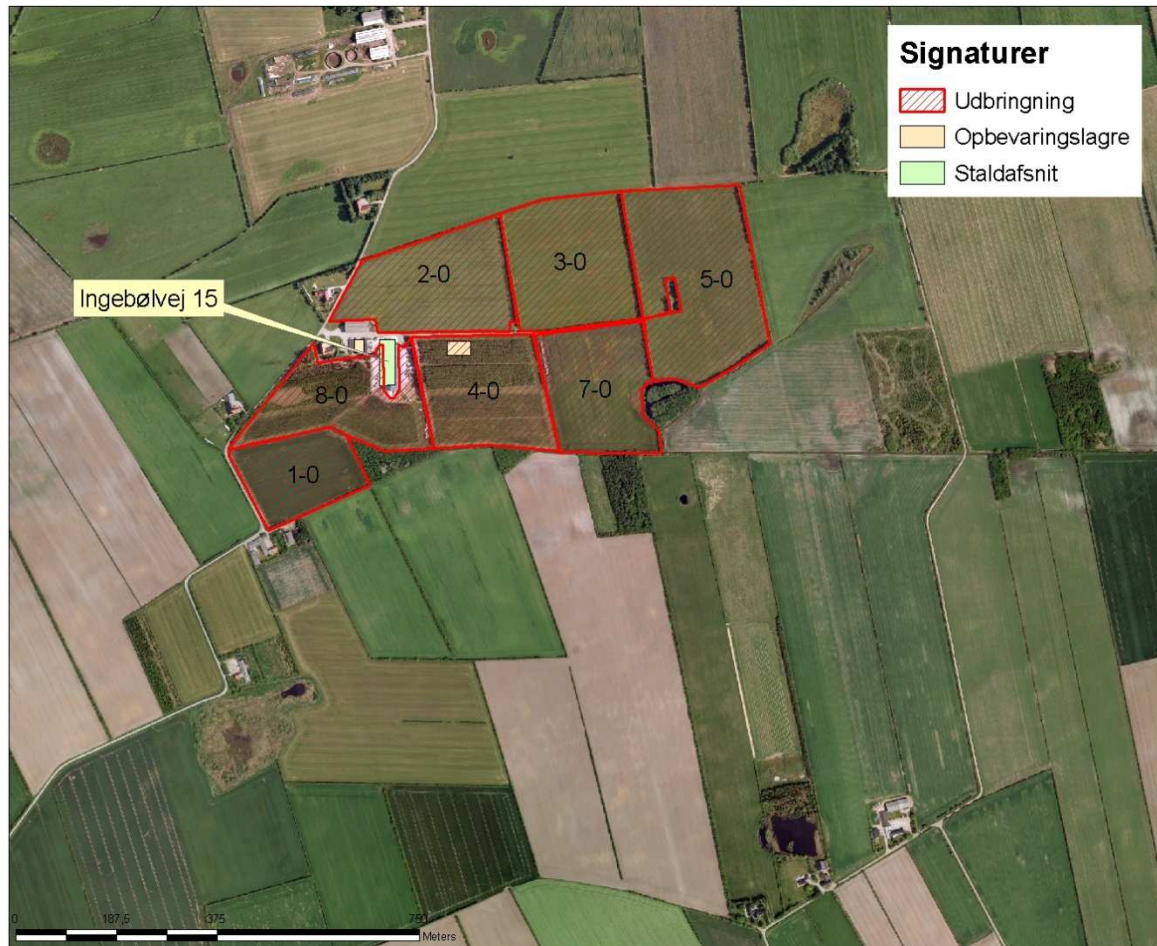 Signaturer
Udbringning
Opbevaringslagre
Staldafsnit
3-0
2-0
5-0
Ingebølvej 15
8-0
4-0
7-0
1-0
0 187,5 375 750
Meters